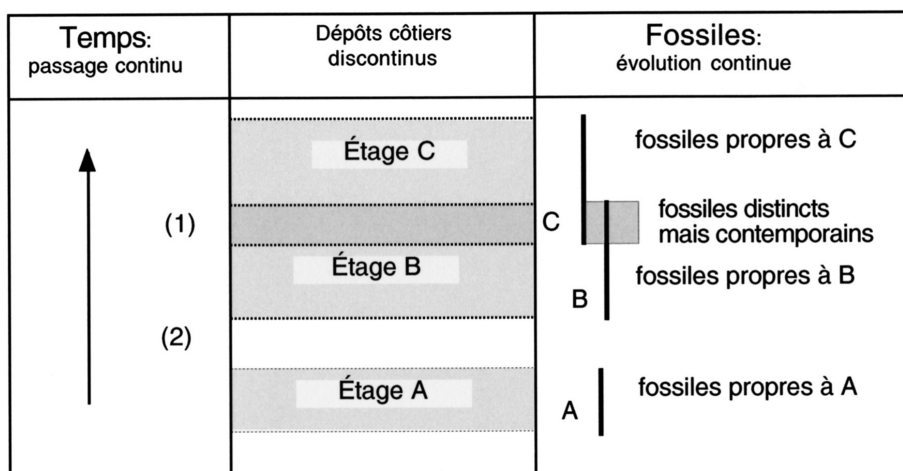 Temps:
passage continu
Dépôts côtiers
discontinus
Fossiles:
évolution continue
Étage C
fossiles propres à C
(1)
C
fossiles distincts
mais contemporains
Étage B
fossiles propres à B
B
(2)
Étage A
fossiles propres à A
A